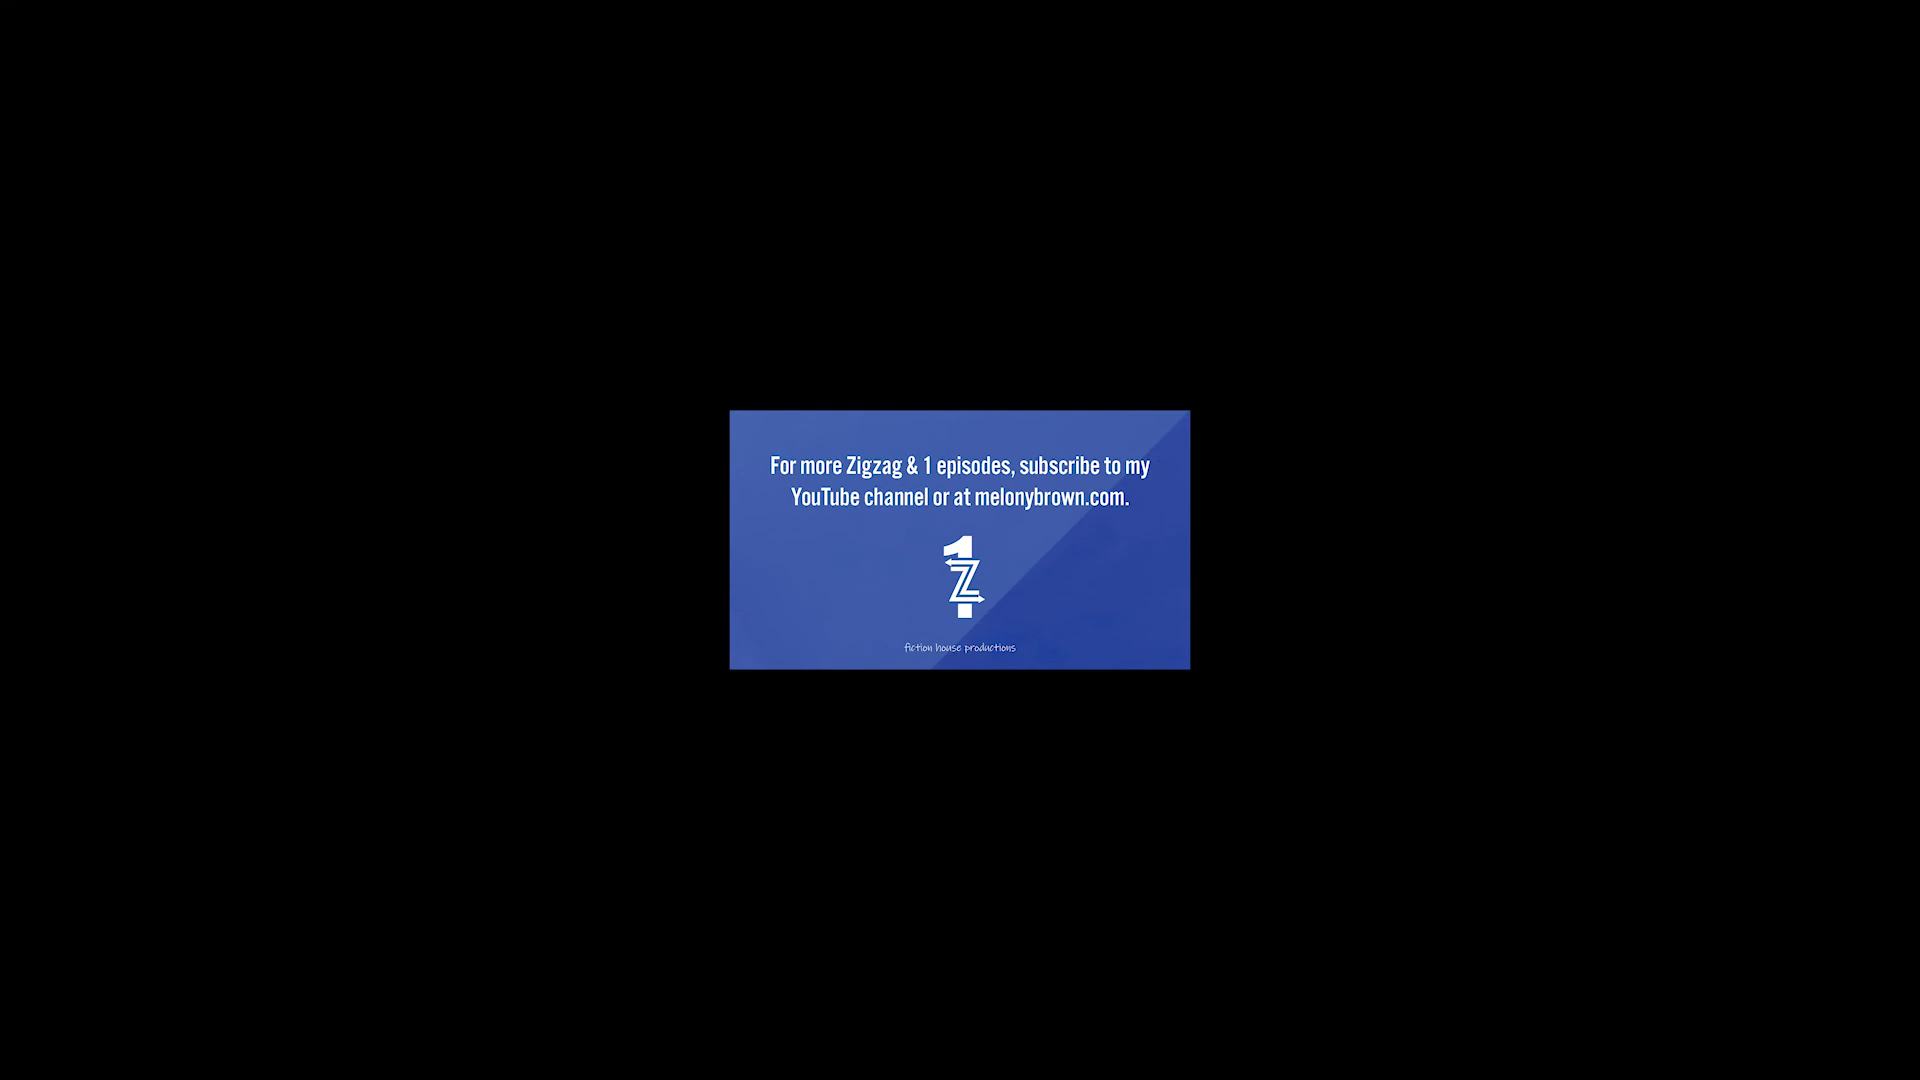 For more Zigzag & 1 episodes, subscribe to my
YouTube channel or at melonybrown.com.
1
Z
fiction house productions